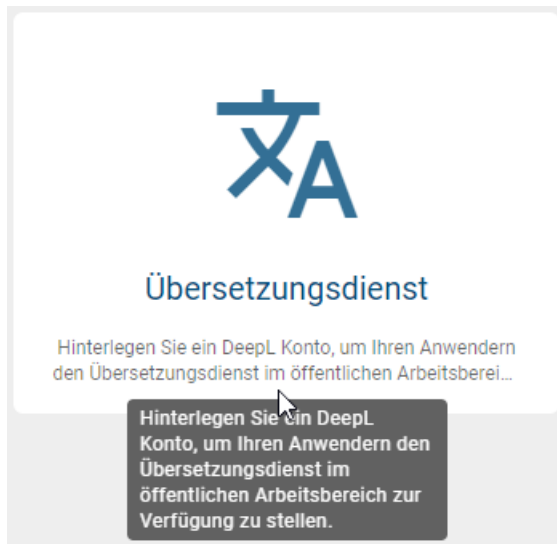 文A
Übersetzungsdienst
Hinterlegen Sie ein DeepL Konto, um Ihren Anwendern
den Übersetzungsdienst im öffentlichen Arbeitsberei...
Hinterlegen Sie ein DeepL
Konto, um Ihren Anwendern den
Übersetzungsdienst im
öffentlichen Arbeitsbereich zur
Verfügung zu stellen.